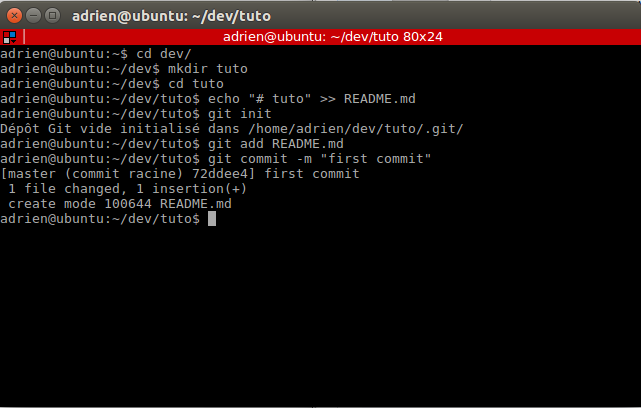 adrien@ubuntu: ~/dev/tuto
adrien@ubuntu: ~/dev/tuto 80x24
adrien@ubuntu:~$ cd dev/
adrien@ubuntu:~/dev$ mkdir tuto
adrien@ubuntu:~/dev$ cd tuto
adrien@ubuntu:~/dev/tuto$ echo "# tuto" >> README.md
adrien@ubuntu:~/dev/tuto$ git init
Dépôt Git vide initialisé dans /home/adrien/dev/tuto/.git/
adrien@ubuntu:~/dev/tuto$ git add README.md
adrien@ubuntu:~/dev/tuto$ git commit -m "first commit"
[master (commit racine) 72ddee4] first commit
 1 file changed, 1 insertion(+)
 create mode 100644 README.md
adrien@ubuntu:~/dev/tuto$